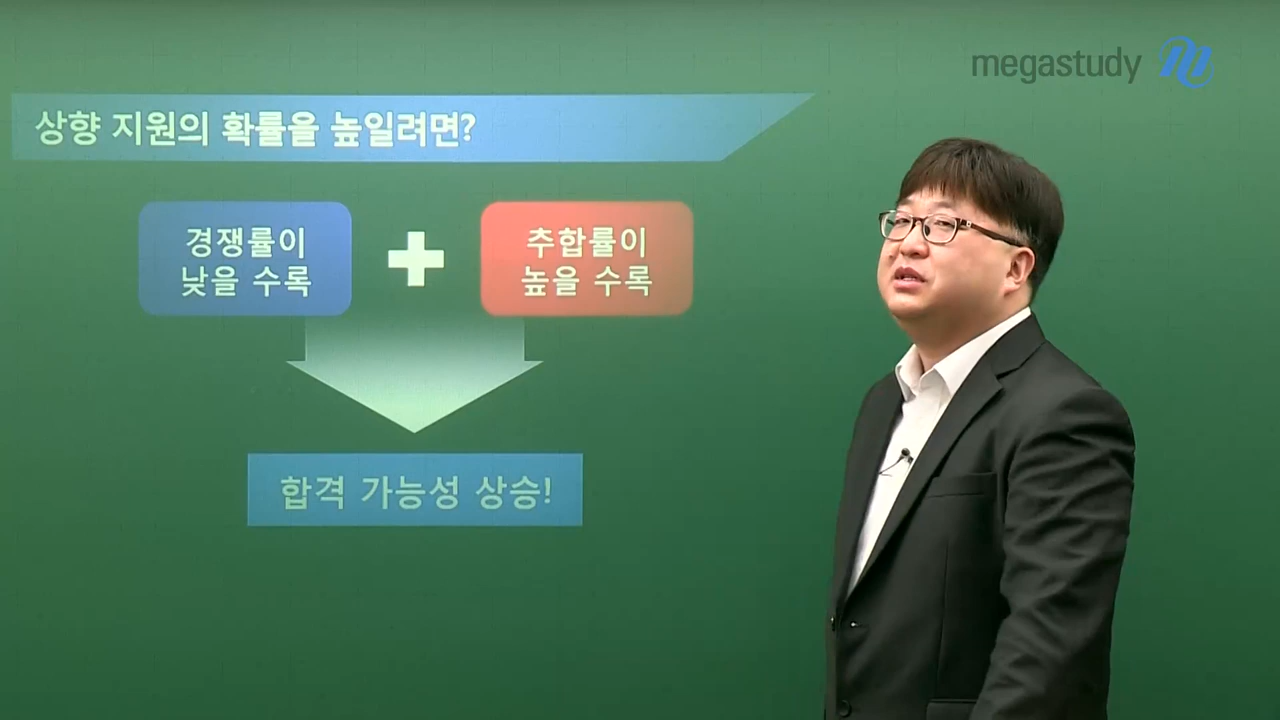 megastudy
상향 지원의 확률을 높일려면?
경쟁률이
낮을 수록
추합률이
높을 수록
합격 가능성 상승!